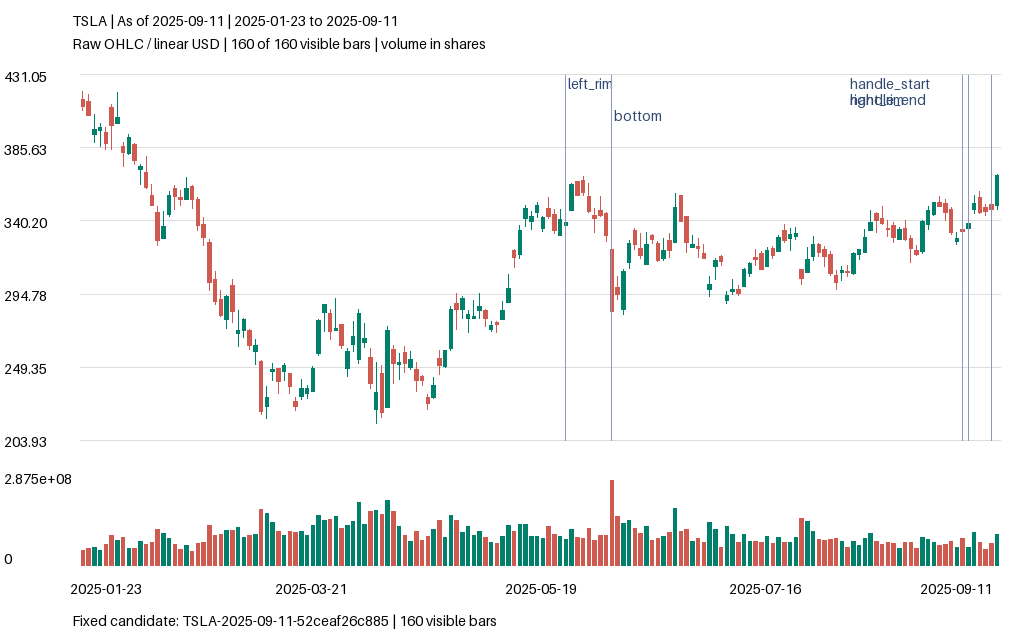 TSLA | As of 2025-09-11 | 2025-01-23 to 2025-09-11
Raw OHLC / linear USD | 160 of 160 visible bars | volume in shares
431.05
left_rim
handle_start
bottom
385.63
340.20
294.78
249.35
203.93
2.875e+08
0
2025-01-23
2025-03-21
2025-05-19
2025-07-16
2025-09-11
Fixed candidate: TSLA-2025-09-11-52ceaf26c885 | 160 visible bars